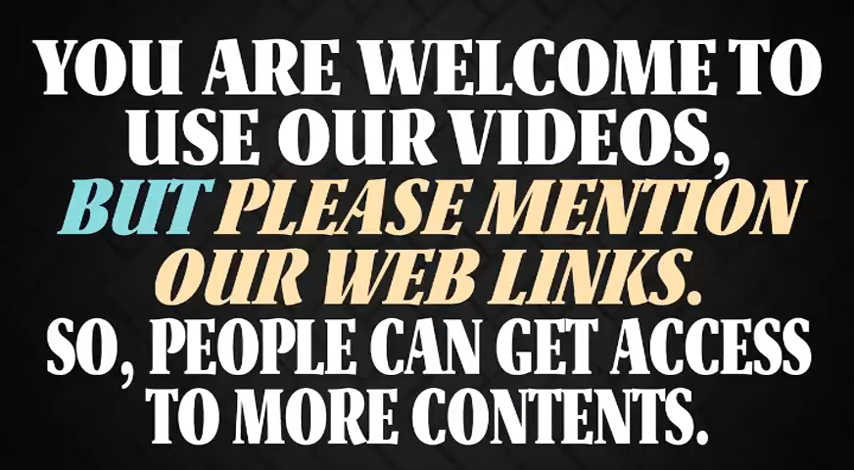 YOU ARE WELCOME TO
USE OUR VIDEOS,
BUT PLEASE MENTION
OUR WEB LINKS.
SO, PEOPLE CAN GET ACCESS
TO MORE CONTENTS.